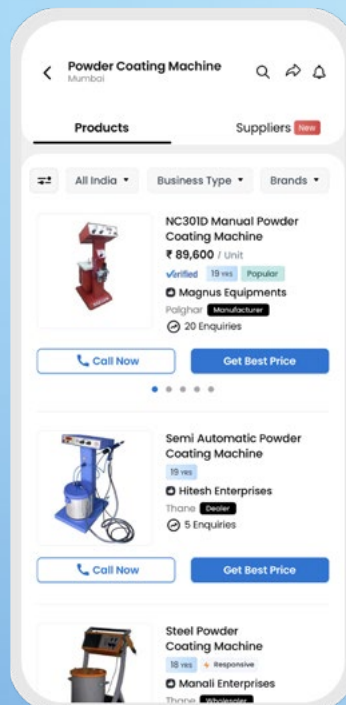 Powder Coating Machine
Mumbai
Products
Suppliers New
All India
Business Type
Brands
NC301D Manual Powder
Coating Machine
₹ 89,600 / Unit
Verified 19 YRS Popular
Magnus Equipments
Palghar Manufacturer
20 Enquiries
Call Now
Get Best Price
Semi Automatic Powder
Coating Machine
19 YRS
Hitesh Enterprises
Thane Dealer
5 Enquiries
Call Now
Get Best Price
Steel Powder
Coating Machine
18 YRS Responsive
Manali Enterprises
Thane Wholesaler